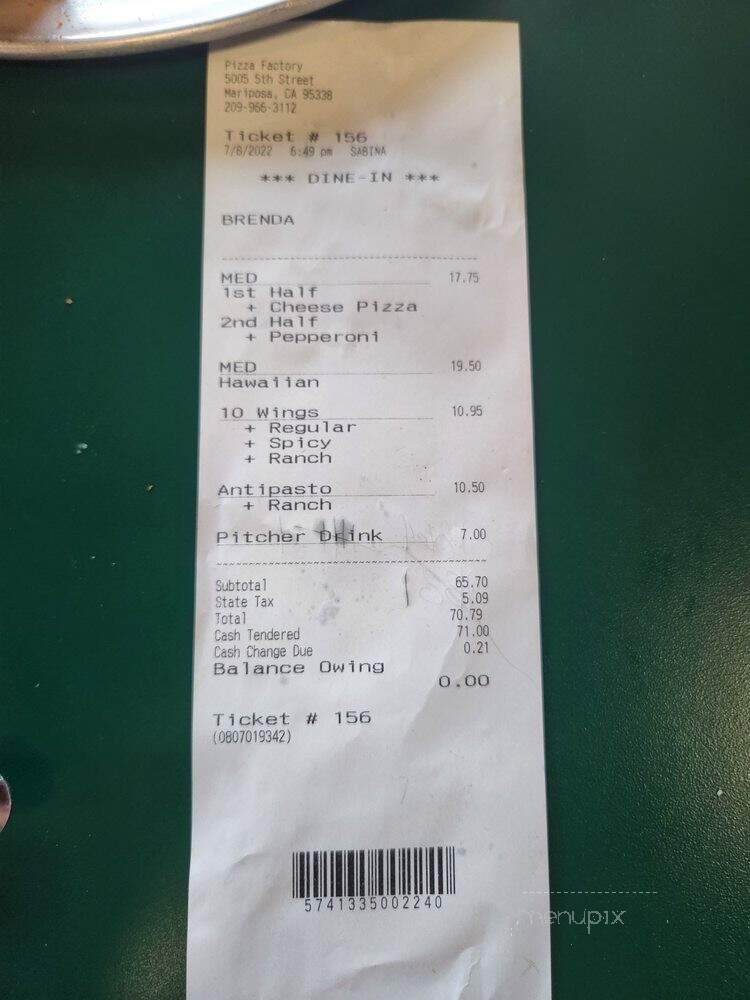 Pizza Factory
5005 5th Street
Mariposa, CA 95338
209-966-3112
Ticket # 156
7/8/2022 6:49 pm SABINA
*** DINE-IN ***
BRENDA
MED 17.75
1st Half
+ Cheese Pizza
2nd Half
+ Pepperoni
MED 19.50
Hawaiian
10 Wings 10.95
+ Regular
+ Spicy
+ Ranch
Antipasto 10.50
+ Ranch
Pitcher Drink 7.00
Subtotal 65.70
State Tax 5.09
Total 70.79
Cash Tendered 71.00
Cash Change Due 0.21
Balance Owing
0.00
Ticket # 156
(0807019342)
5741335002240
menupix